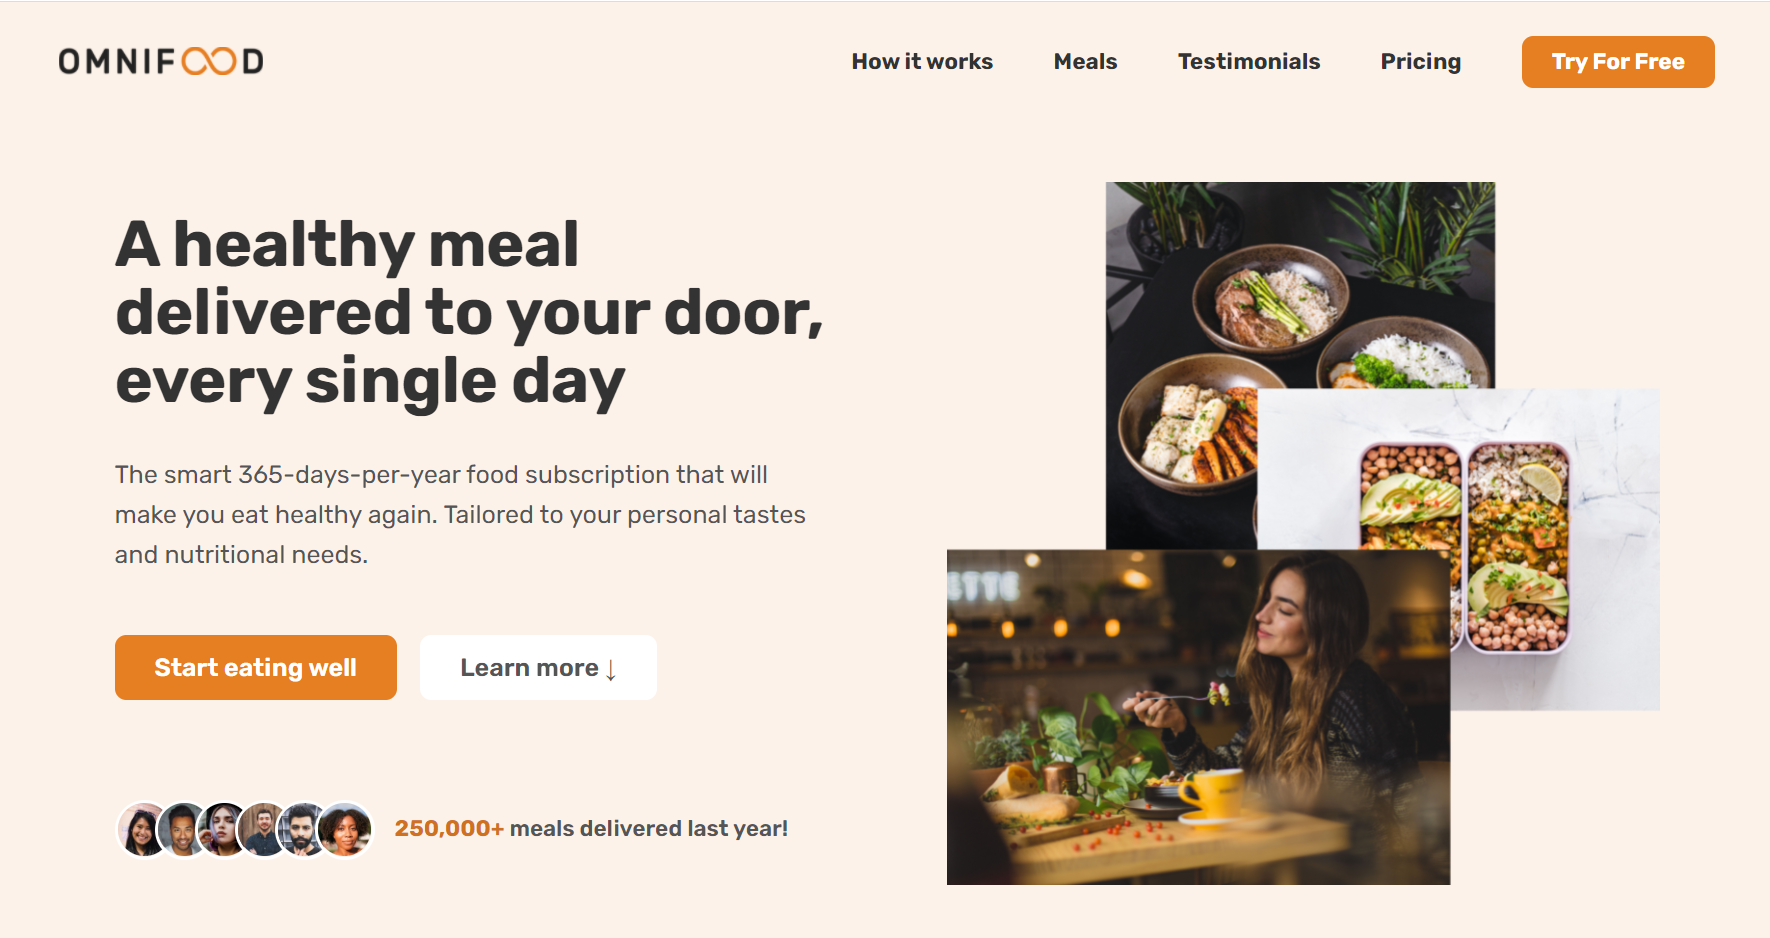 OMNIFOOD
How it works
Meals
Testimonials
Pricing
Try For Free
A healthy meal
delivered to your door,
every single day
The smart 365-days-per-year food subscription that will
make you eat healthy again. Tailored to your personal tastes
and nutritional needs.
Start eating well
Learn more ↓
250,000+ meals delivered last year!
ETTE